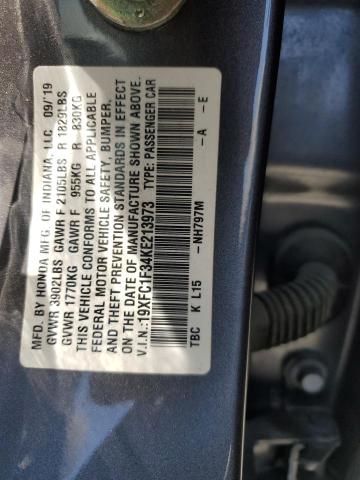 MFD. BY HONDA MFG. OF INDIANA, LLC 09/'19
GVWR 3902LBS GAWR F 2105LBS R 1829LBS
GVWR 1770KG GAWR F 955KG R 830KG
THIS VEHICLE CONFORMS TO ALL APPLICABLE
FEDERAL MOTOR VEHICLE SAFETY, BUMPER,
AND THEFT PREVENTION STANDARDS IN EFFECT
ON THE DATE OF MANUFACTURE SHOWN ABOVE.
V.I.N.:19XFC1F34KE213973 TYPE: PASSENGER CAR
-NH797M -A -E
TBC K L15